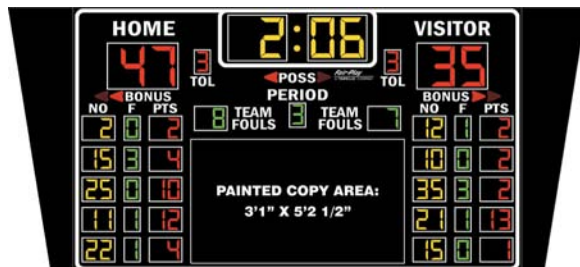 HOME 2:06 VISITOR
47 3 TOL POSS Fair-Play 3 TOL 35
BONUS PERIOD BONUS
NO F PTS 8 TEAM FOULS 3 TEAM FOULS 7 NO F PTS
2 0 2 12 1 2
15 3 4 10 0 2
25 0 10 PAINTED COPY AREA: 35 3 2
11 1 12 3'1" X 5'2 1/2" 21 1 13
22 1 4 15 0 1